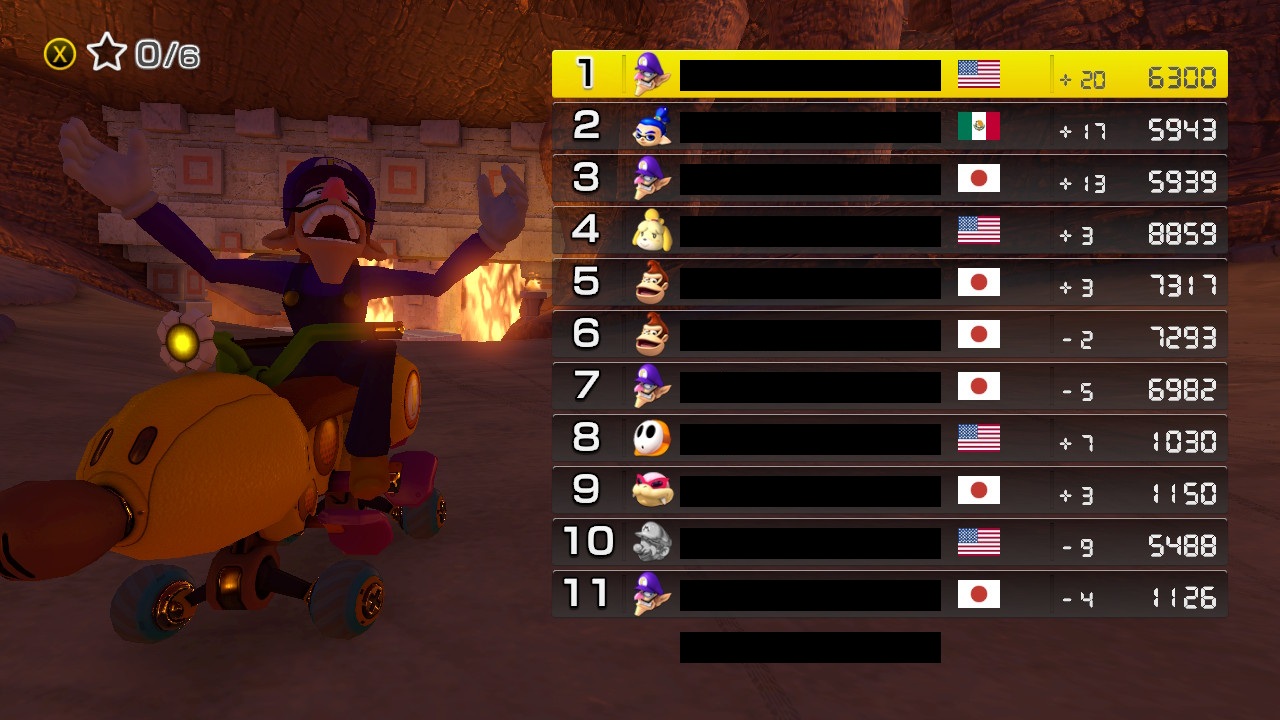 X 0/6
1 + 20 6300
2 + 17 5943
3 + 13 5939
4 + 3 8859
5 + 3 7317
6 - 2 7293
7 - 5 6982
8 + 7 1030
9 + 3 1150
10 - 9 5488
11 - 4 1126